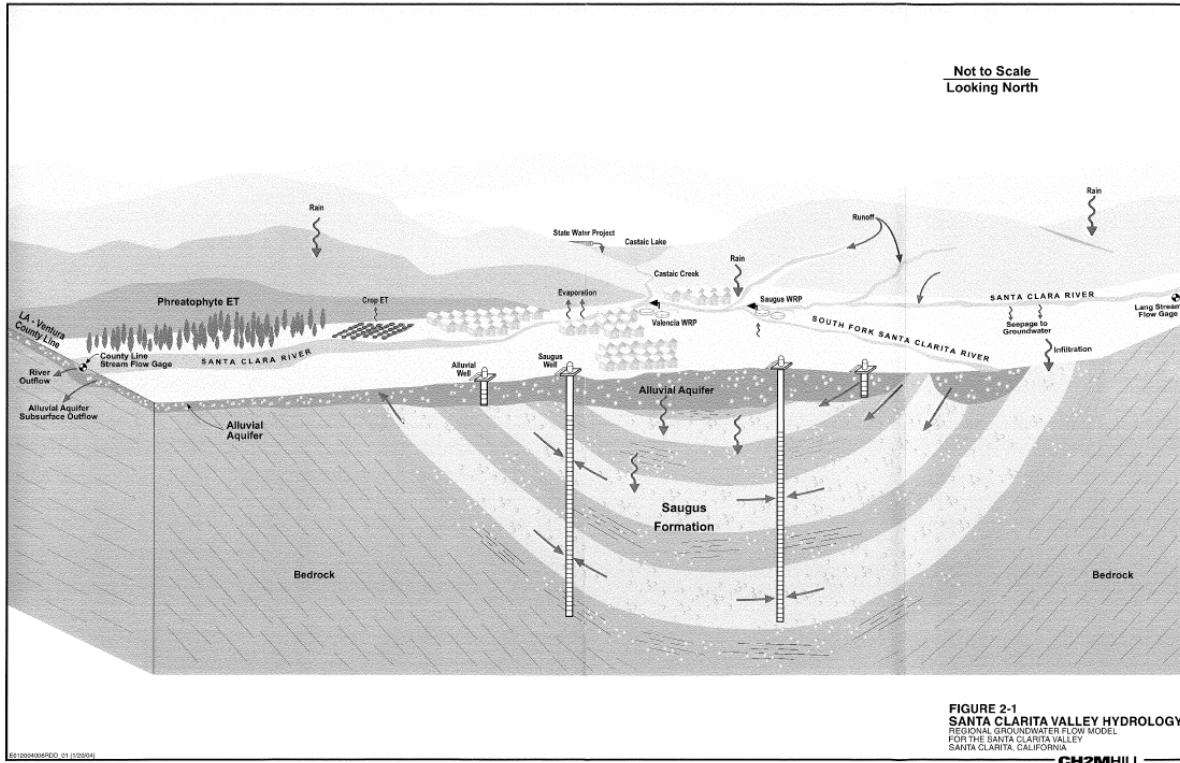 Not to Scale
Looking North
Rain
Rain
Runoff
State Water Project
Castaic Lake
Rain
Castaic Creek
Phreatophyte ET
Crop ET
Evaporation
Saugus WRP
Valencia WRP
SANTA CLARA RIVER
Lang Stream
Flow Gage
Seepage to
Groundwater
SOUTH FORK SANTA CLARITA RIVER
Infiltration
LA - Ventura
County Line
County Line
Stream Flow Gage
SANTA CLARA RIVER
River
Outflow
Alluvial
Well
Saugus
Well
Alluvial Aquifer
Alluvial Aquifer
Subsurface Outflow
Alluvial
Aquifer
Saugus
Formation
Bedrock
Bedrock
FIGURE 2-1
SANTA CLARITA VALLEY HYDROLOGY
REGIONAL GROUNDWATER FLOW MODEL
FOR THE SANTA CLARITA VALLEY
SANTA CLARITA, CALIFORNIA
CH2MHILL
E012004006RDD_01 (1/20/04)